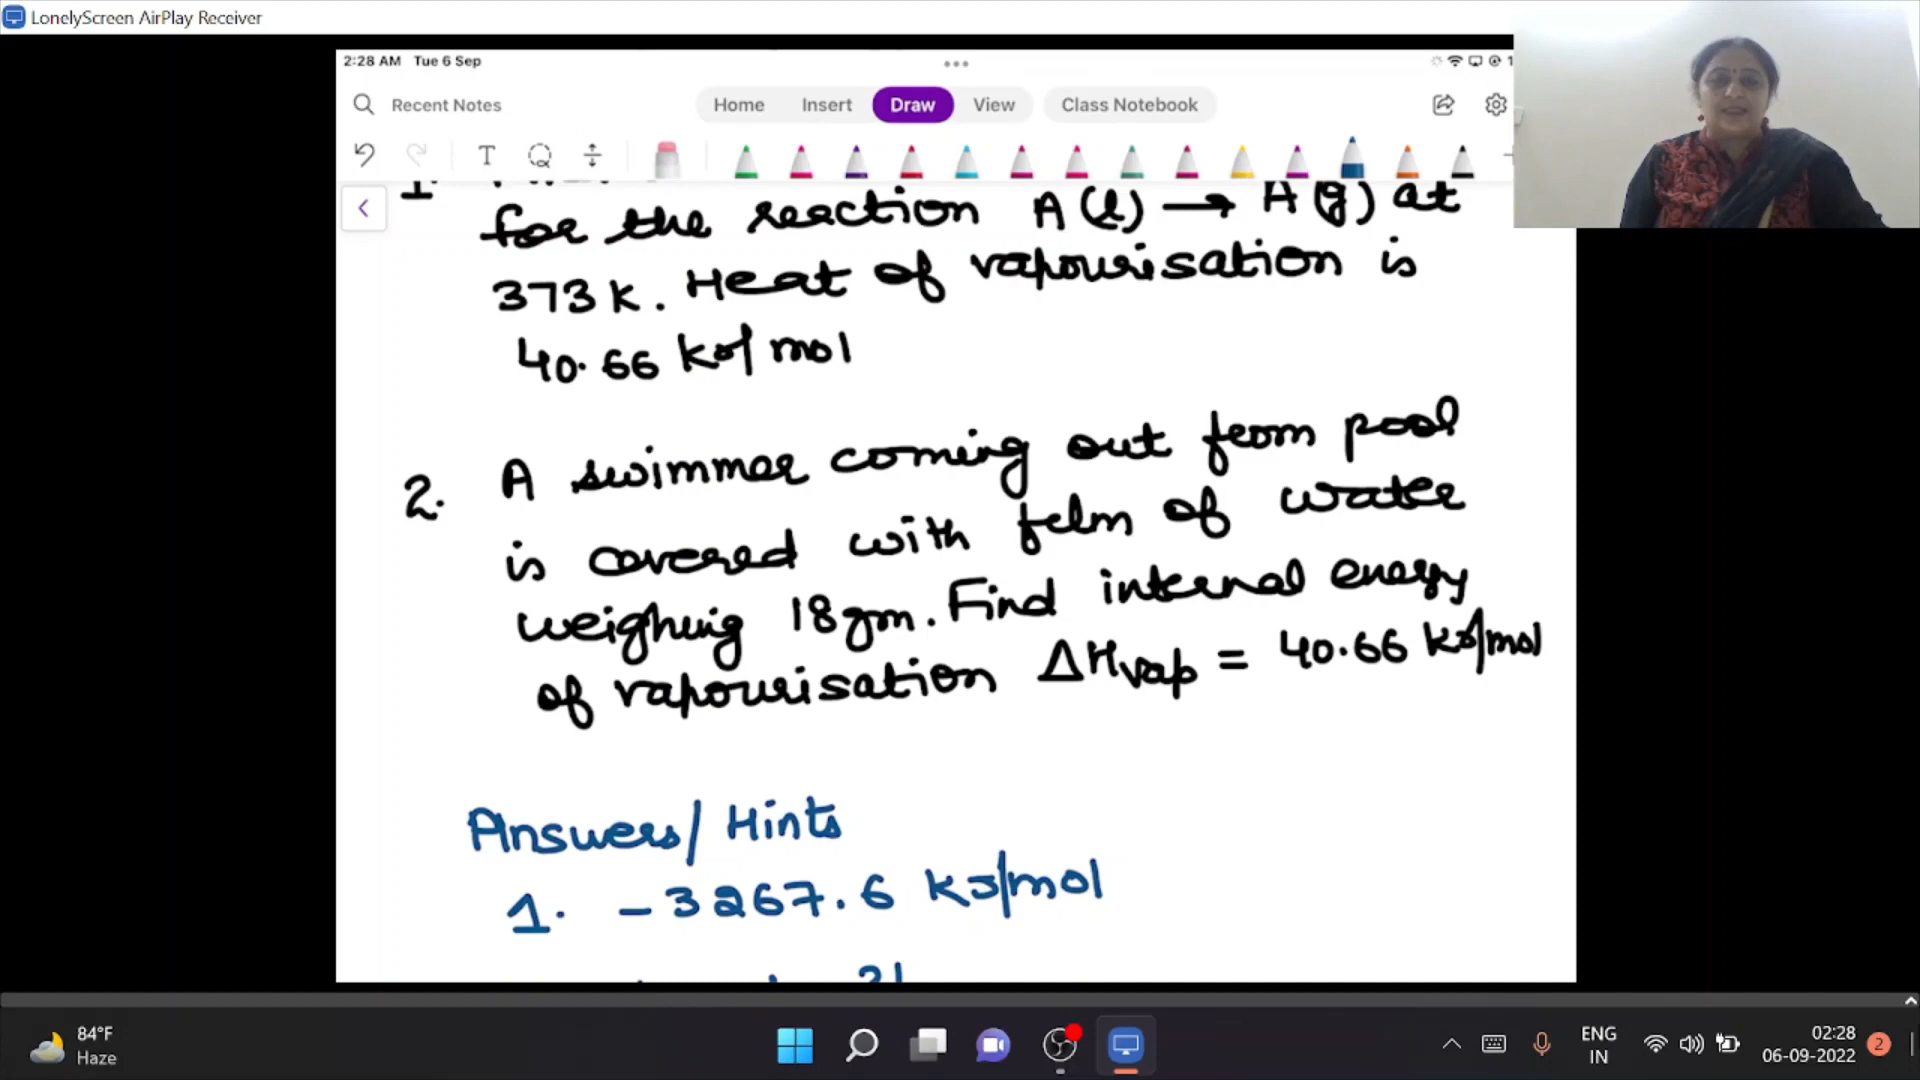 LonelyScreen AirPlay Receiver
2:28 AM Tue 6 Sep
Recent Notes
Home Insert Draw View Class Notebook
1.
for the reaction A(l) → A(g) at
373K. Heat of vapourisation is
40.66 KJ/mol
2. A swimmer coming out from pool
is covered with film of water
weighing 18gm. Find internal energy
of vapourisation ΔHvap = 40.66 KJ/mol
Answers/Hints
1. -3267.6 KJ/mol
84°F
Haze
ENG
IN
02:28
06-09-2022
2